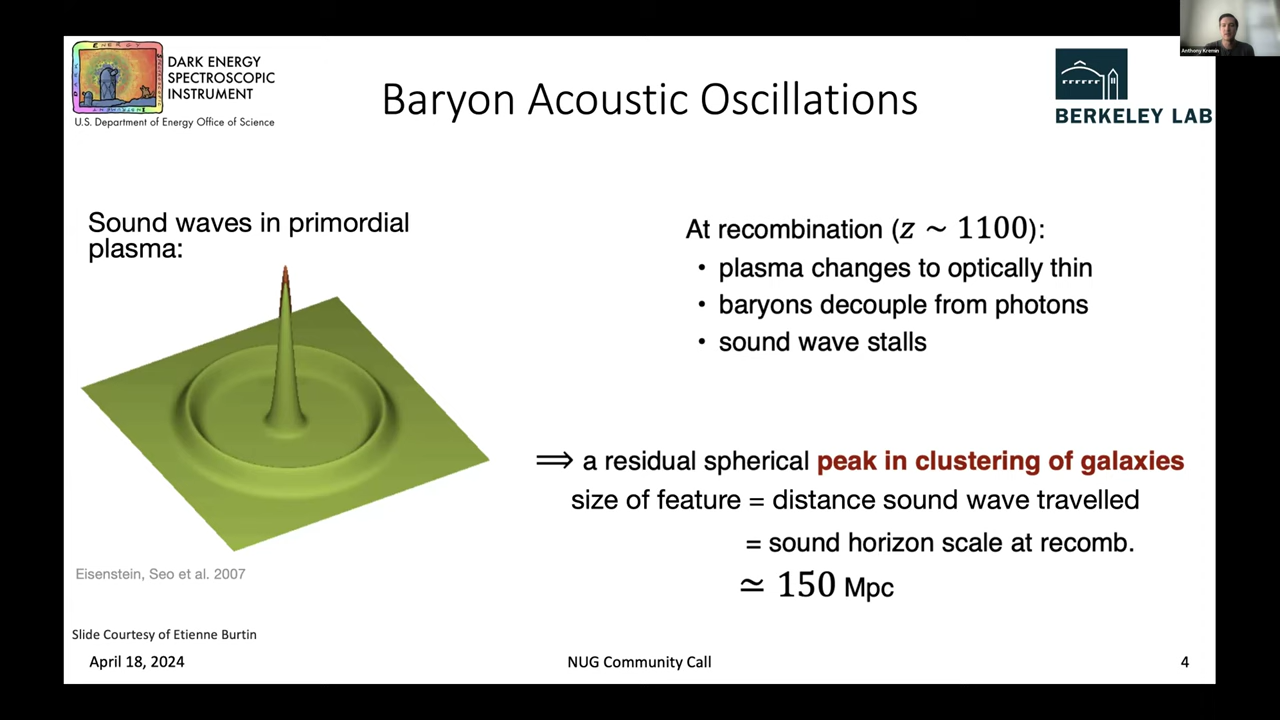 DARK ENERGY
SPECTROSCOPIC
INSTRUMENT
U.S. Department of Energy Office of Science
Baryon Acoustic Oscillations
BERKELEY LAB
Anthony Kremin
Sound waves in primordial
plasma:
Eisenstein, Seo et al. 2007
At recombination (z ~ 1100):
• plasma changes to optically thin
• baryons decouple from photons
• sound wave stalls
⟹ a residual spherical peak in clustering of galaxies
size of feature = distance sound wave travelled
= sound horizon scale at recomb.
≃ 150 Mpc
Slide Courtesy of Etienne Burtin
April 18, 2024
NUG Community Call
4